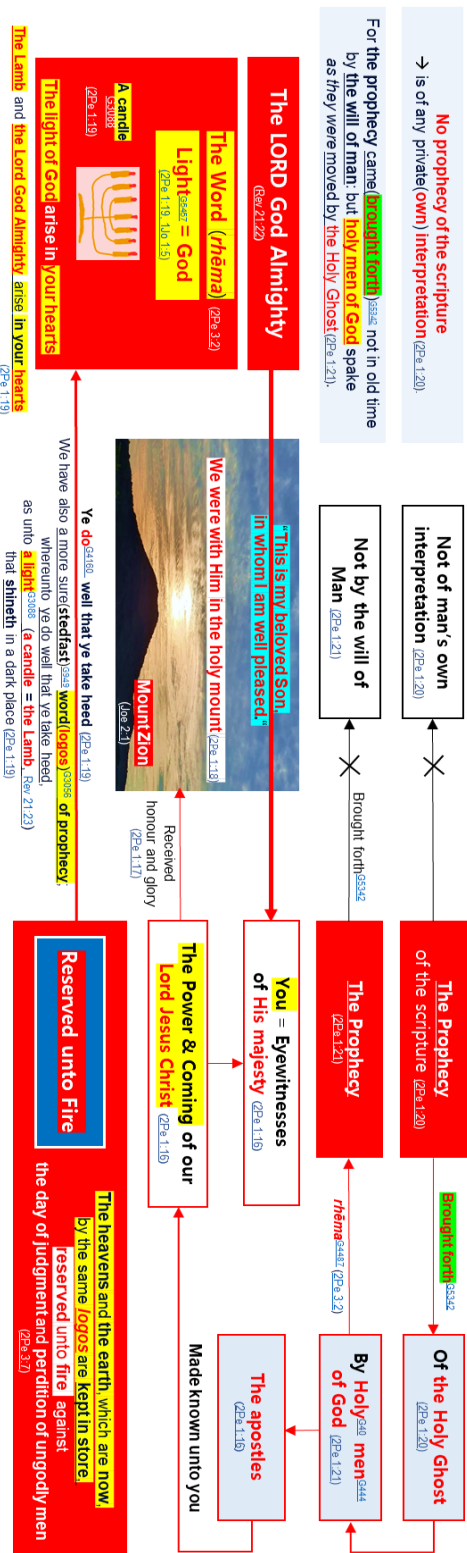 No prophecy of the scripture
→ is of any private(own) interpretation (2Pe 1:20).
For the prophecy came(brought forth)G5342 not in old time
by the will of man: but holy men of God spake
as they were moved by the Holy Ghost(2Pe 1:21).
Not of man's own
interpretation (2Pe 1:20)
Not by the will of
Man (2Pe 1:21)
Brought forthG5342
The Prophecy
of the scripture (2Pe 1:20)
The Prophecy
(2Pe 1:21)
Brought forthG5342
rhēmaG4487 (2Pe 3:2)
Of the Holy Ghost
(2Pe 1:20)
By HolyG40 menG444
of God (2Pe 1:21)
The apostles
(2Pe 1:16)
Made known unto you
The LORD God Almighty
(Rev 21:22)
"This is my beloved Son,
in whom I am well pleased."
We were with Him in the holy mount (2Pe 1:18)
Mount Zion
(Joe 2:1)
You = Eyewitnesses
of His majesty (2Pe 1:16)
Received
honour and glory
(2Pe 1:17)
The Power & Coming of our
Lord Jesus Christ (2Pe 1:16)
The Word (rhēma) (2Pe 3:2)
LightG5457 = God
(2Pe 1:19, 1Jo 1:5)
A candle
G3088
(2Pe 1:19)
The light of God arise in your hearts
The Lamb and the Lord God Almighty arise in your hearts
(2Pe 1:19)
Ye doG4160 well that ye take heed (2Pe 1:19)
We have also a more sure(stedfast)G949 word(logos)G3056 of prophecy;
whereunto ye do well that ye take heed,
as unto a lightG3088 (a candle = the Lamb, Rev 21:23)
that shineth in a dark place (2Pe 1:19)
Reserved unto Fire
The heavens and the earth, which are now,
by the same logos are kept in store,
reserved unto fire against
the day of judgment and perdition of ungodly men
(2Pe 3:7)